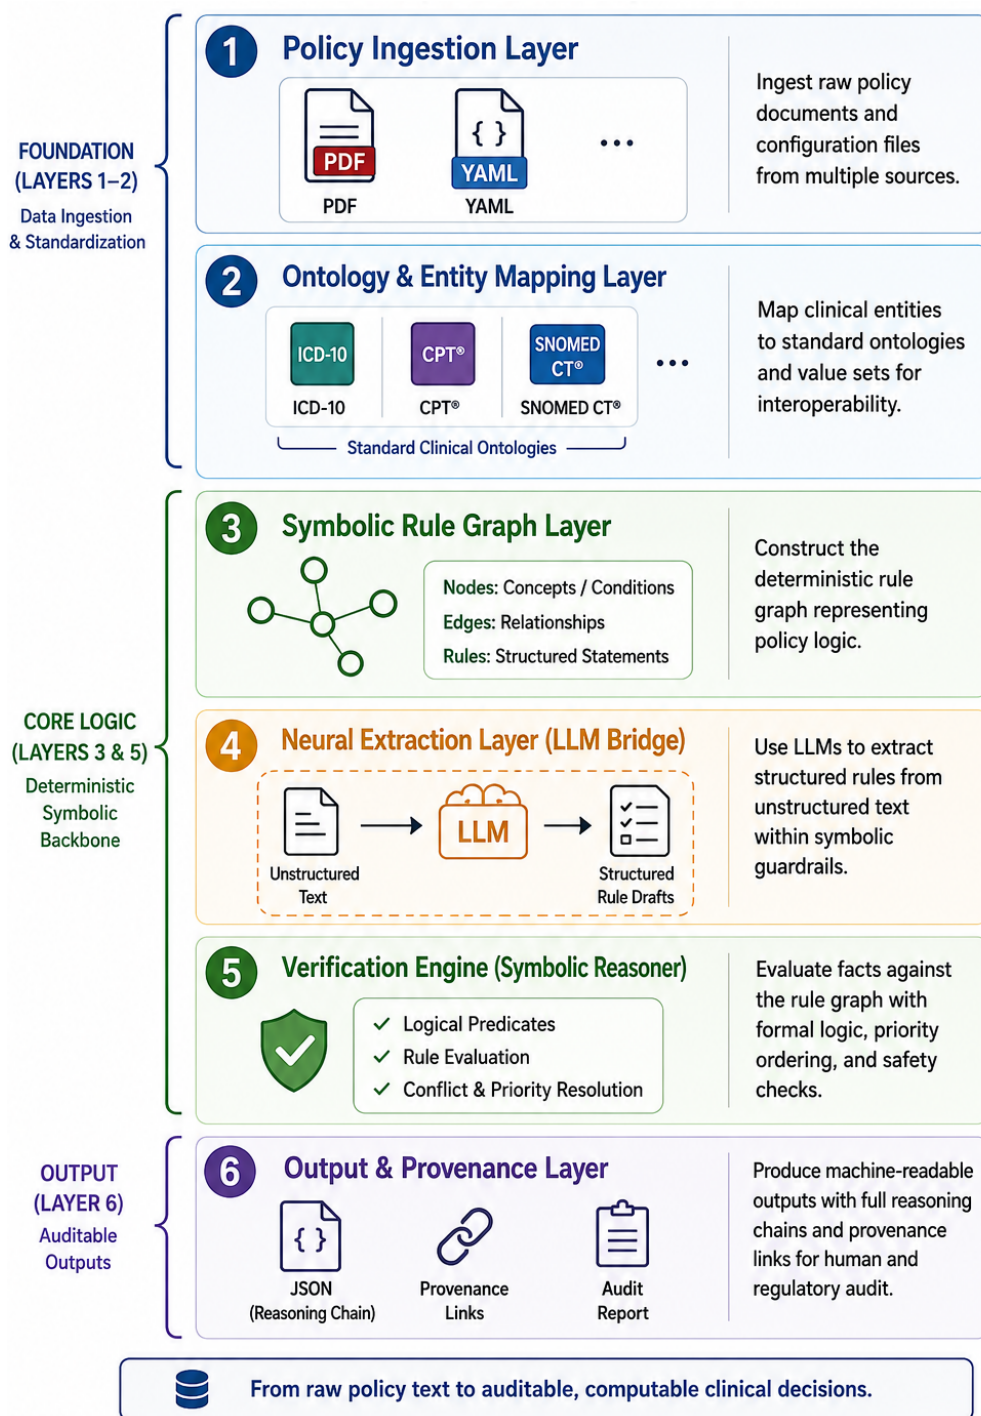 FOUNDATION
(LAYERS 1–2)
Data Ingestion
& Standardization
1
Policy Ingestion Layer
PDF
PDF
{ }
YAML
YAML
...
Ingest raw policy
documents and
configuration files
from multiple sources.
2
Ontology & Entity Mapping Layer
ICD-10
ICD-10
CPT®
CPT®
SNOMED
CT®
SNOMED CT®
...
Standard Clinical Ontologies
Map clinical entities
to standard ontologies
and value sets for
interoperability.
CORE LOGIC
(LAYERS 3 & 5)
Deterministic
Symbolic
Backbone
3
Symbolic Rule Graph Layer
Nodes: Concepts / Conditions
Edges: Relationships
Rules: Structured Statements
Construct the
deterministic rule
graph representing
policy logic.
4
Neural Extraction Layer (LLM Bridge)
Unstructured
Text
LLM
Structured
Rule Drafts
Use LLMs to extract
structured rules from
unstructured text
within symbolic
guardrails.
5
Verification Engine (Symbolic Reasoner)
Logical Predicates
Rule Evaluation
Conflict & Priority Resolution
Evaluate facts against
the rule graph with
formal logic, priority
ordering, and safety
checks.
OUTPUT
(LAYER 6)
Auditable
Outputs
6
Output & Provenance Layer
{ }
JSON
(Reasoning Chain)
Provenance
Links
Audit
Report
Produce machine-readable
outputs with full reasoning
chains and provenance
links for human and
regulatory audit.
From raw policy text to auditable, computable clinical decisions.